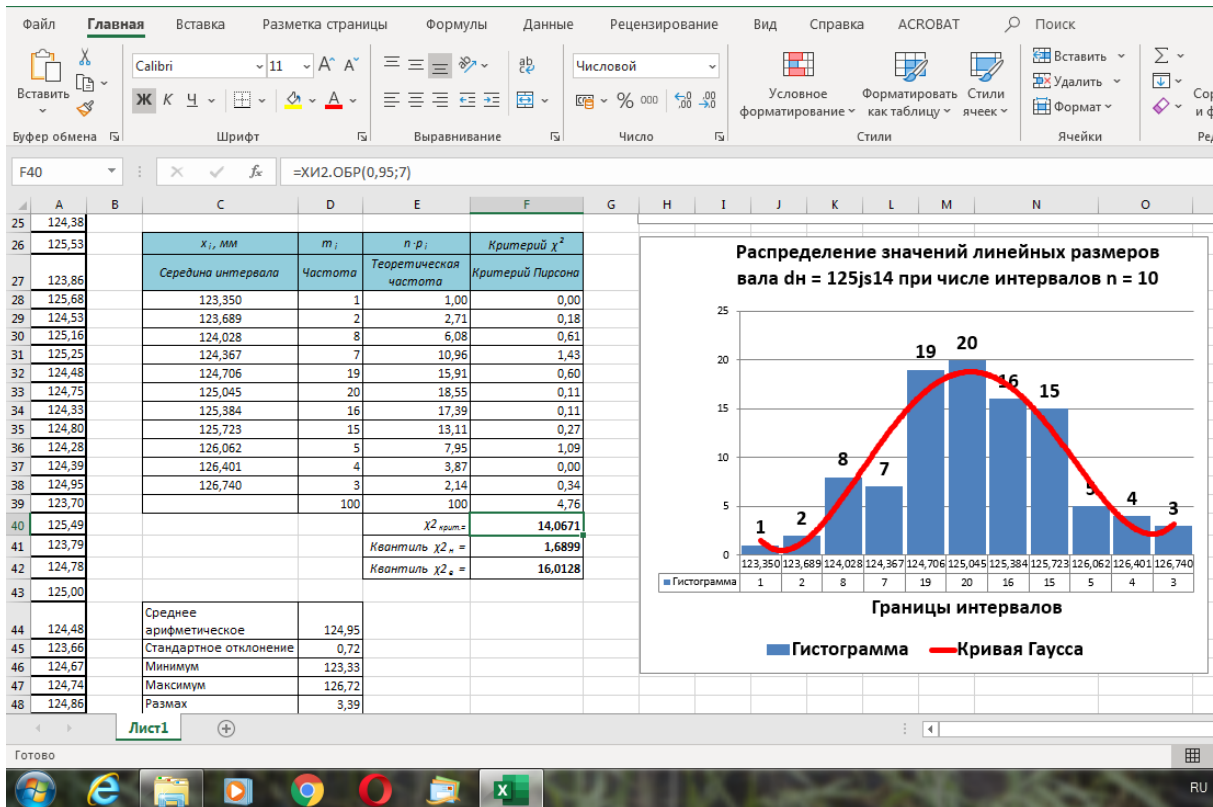 Файл Главная Вставка Разметка страницы Формулы Данные Рецензирование Вид Справка ACROBAT Поиск
Calibri 11 Числовой
Вставить
Ж К Ч % 000
Условное форматирование
Форматировать как таблицу
Стили ячеек
Вставить
Удалить
Формат
Буфер обмена Шрифт Выравнивание Число Стили Ячейки
F40 fx =ХИ2.ОБР(0,95;7)
A B C D E F G H I J K L M N O
25 124,38
26 125,53 x i, мм m i n ·p i Критерий χ 2
27 123,86 Середина интервала Частота Теоретическая частота Критерий Пирсона
28 125,68 123,350 1 1,00 0,00
29 124,53 123,689 2 2,71 0,18
30 125,16 124,028 8 6,08 0,61
31 125,25 124,367 7 10,96 1,43
32 124,48 124,706 19 15,91 0,60
33 124,75 125,045 20 18,55 0,11
34 124,33 125,384 16 17,39 0,11
35 124,80 125,723 15 13,11 0,27
36 124,28 126,062 5 7,95 1,09
37 124,39 126,401 4 3,87 0,00
38 124,95 126,740 3 2,14 0,34
39 123,70 100 100 4,76
40 125,49 χ2 крит.= 14,0671
41 123,79 Квантиль χ2 н = 1,6899
42 124,78 Квантиль χ2 в = 16,0128
43 125,00
44 124,48 Среднее арифметическое 124,95
45 123,66 Стандартное отклонение 0,72
46 124,67 Минимум 123,33
47 124,74 Максимум 126,72
48 124,86 Размах 3,39
Распределение значений линейных размеров
вала dн = 125js14 при числе интервалов n = 10
25
20
15
10
5
0
1 2 8 7 19 20 16 15 5 4 3
123,350 123,689 124,028 124,367 124,706 125,045 125,384 125,723 126,062 126,401 126,740
Гистограмма 1 2 8 7 19 20 16 15 5 4 3
Границы интервалов
Гистограмма Кривая Гаусса
Лист1
Готово
RU